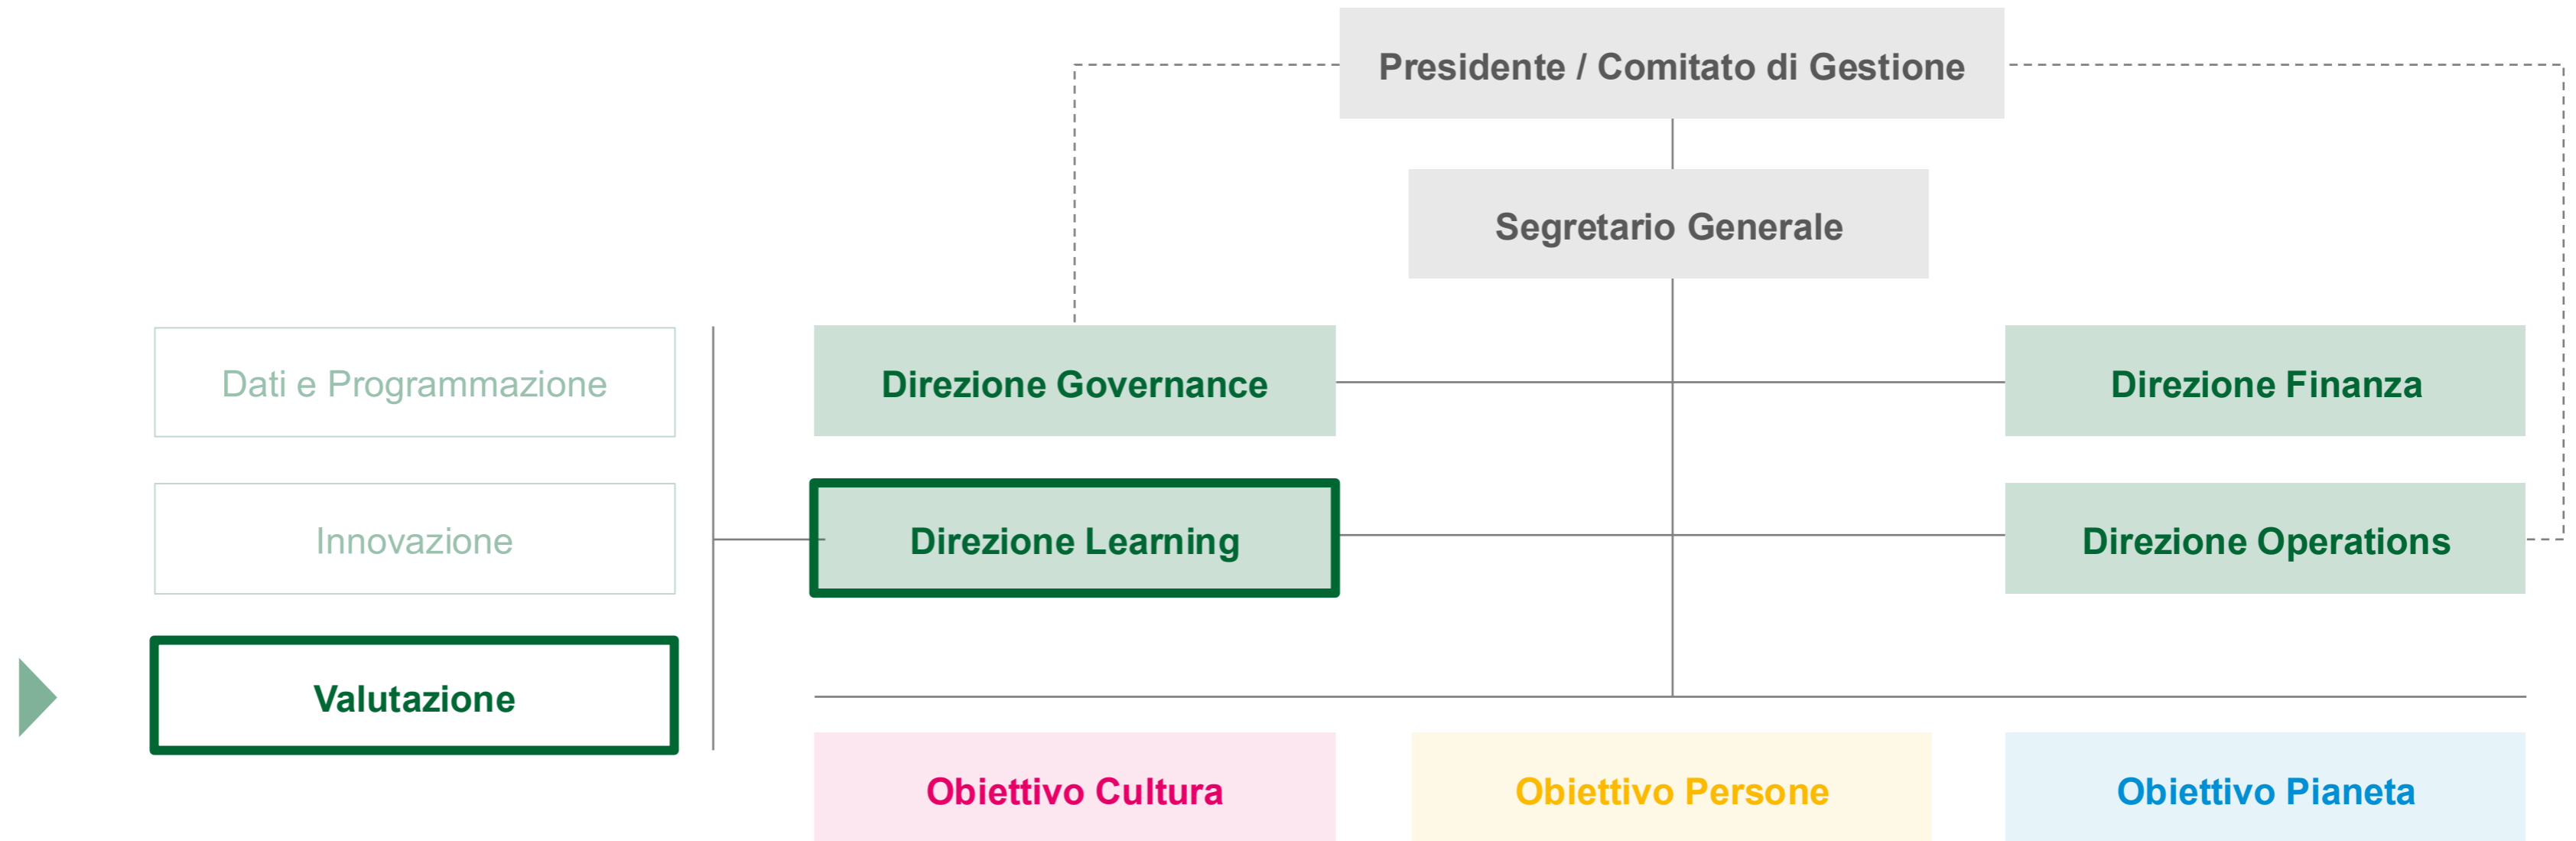 Presidente / Comitato di Gestione
Segretario Generale
Dati e Programmazione
Direzione Governance
Direzione Finanza
Innovazione
Direzione Learning
Direzione Operations
Valutazione
Obiettivo Cultura
Obiettivo Persone
Obiettivo Pianeta